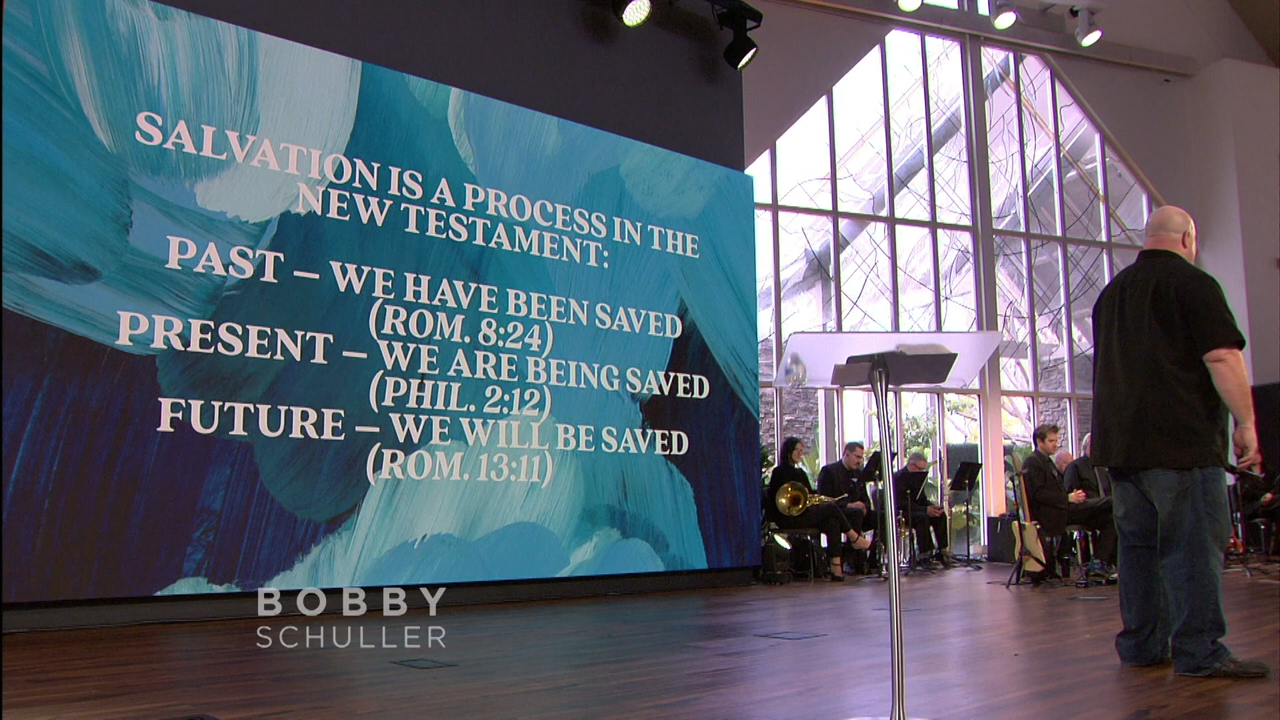 SALVATION IS A PROCESS IN THE
NEW TESTAMENT:
PAST – WE HAVE BEEN SAVED
(ROM. 8:24)
PRESENT – WE ARE BEING SAVED
(PHIL. 2:12)
FUTURE – WE WILL BE SAVED
(ROM. 13:11)
BOBBY
SCHULLER